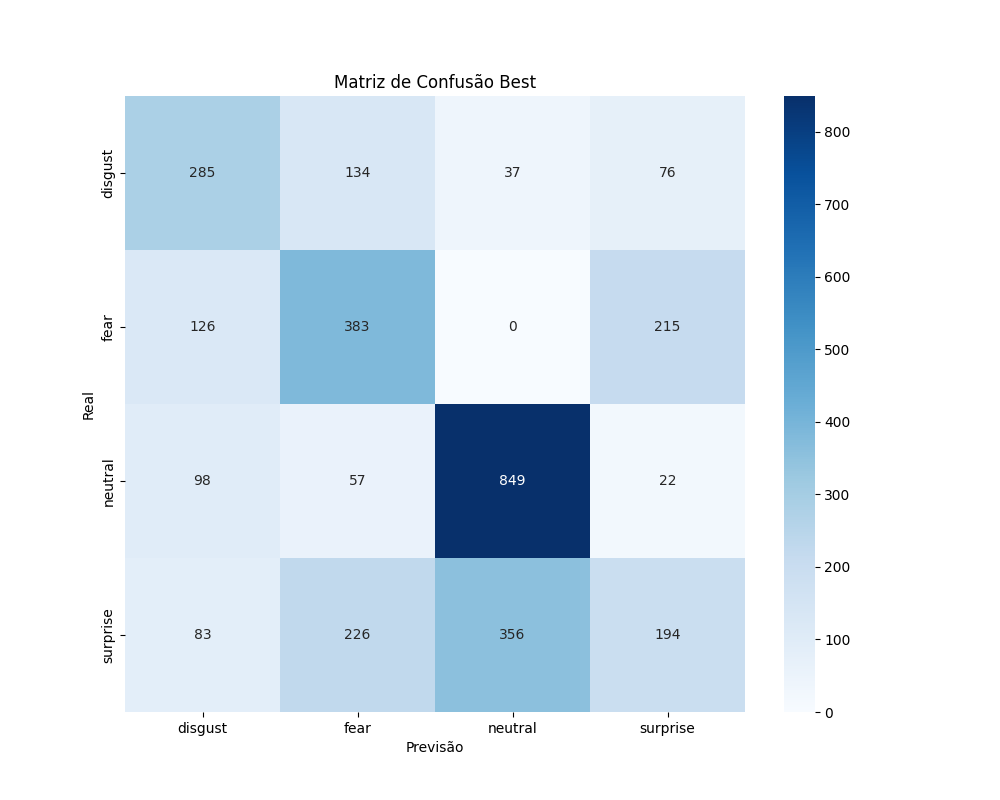 Matriz de Confusão Best
Real
disgust
285 134 37 76
fear
126 383 0 215
neutral
98 57 849 22
surprise
83 226 356 194
disgust fear neutral surprise
Previsão
800
700
600
500
400
300
200
100
0